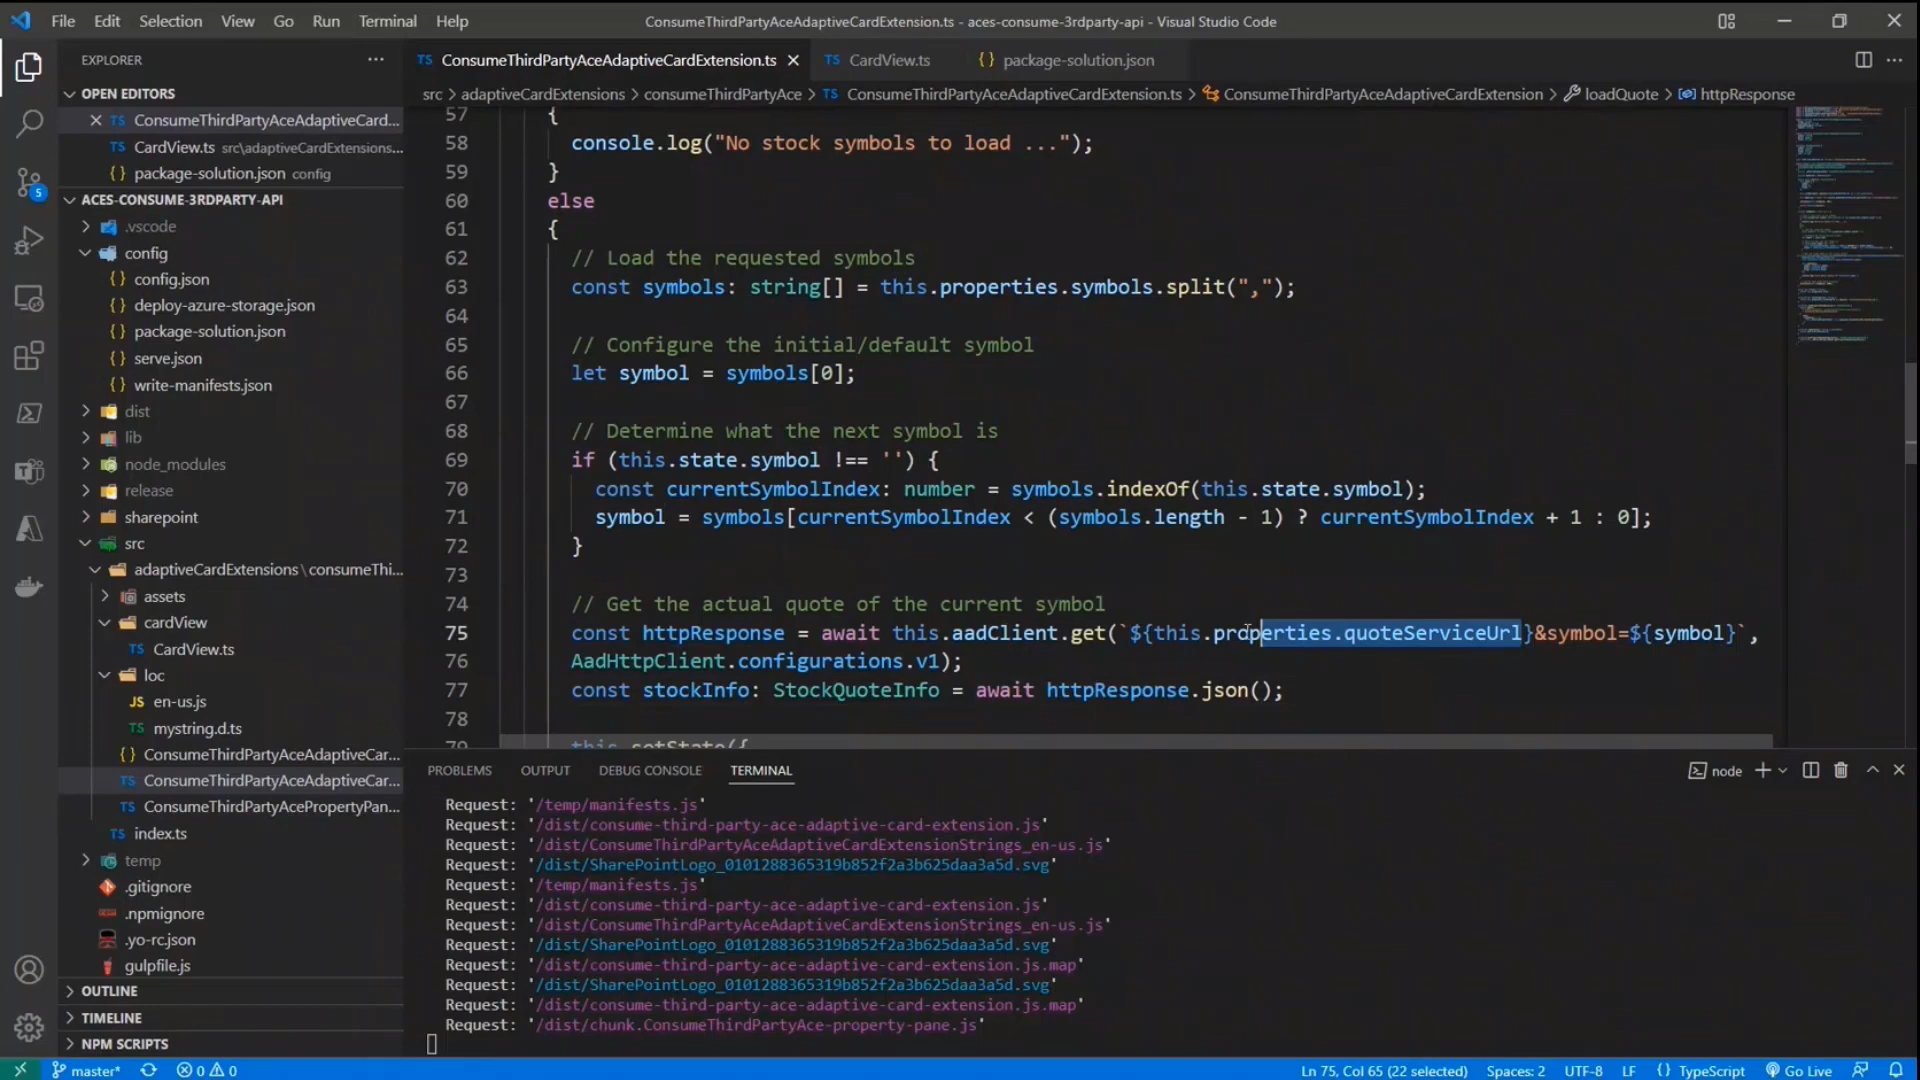 File Edit Selection View Go Run Terminal Help
ConsumeThirdPartyAceAdaptiveCardExtension.ts - aces-consume-3rdparty-api - Visual Studio Code
EXPLORER
OPEN EDITORS
ConsumeThirdPartyAceAdaptiveCard...
CardView.ts src\adaptiveCardExtensions...
package-solution.json config
ACES-CONSUME-3RDPARTY-API
.vscode
config
config.json
deploy-azure-storage.json
package-solution.json
serve.json
write-manifests.json
dist
lib
node_modules
release
sharepoint
src
adaptiveCardExtensions\consumeThi...
assets
cardView
TS CardView.ts
loc
JS en-us.js
TS mystring.d.ts
{} ConsumeThirdPartyAceAdaptiveCar...
TS ConsumeThirdPartyAceAdaptiveCar...
TS ConsumeThirdPartyAcePropertyPan...
TS index.ts
temp
.gitignore
.npmignore
.yo-rc.json
gulpfile.js
OUTLINE
TIMELINE
NPM SCRIPTS
5
TS ConsumeThirdPartyAceAdaptiveCardExtension.ts TS CardView.ts {} package-solution.json
src > adaptiveCardExtensions > consumeThirdPartyAce > TS ConsumeThirdPartyAceAdaptiveCardExtension.ts > ConsumeThirdPartyAceAdaptiveCardExtension > loadQuote > httpResponse
57 {
58 console.log("No stock symbols to load ...");
59 }
60 else
61 {
62 // Load the requested symbols
63 const symbols: string[] = this.properties.symbols.split(",");
64
65 // Configure the initial/default symbol
66 let symbol = symbols[0];
67
68 // Determine what the next symbol is
69 if (this.state.symbol !== '') {
70 const currentSymbolIndex: number = symbols.indexOf(this.state.symbol);
71 symbol = symbols[currentSymbolIndex < (symbols.length - 1) ? currentSymbolIndex + 1 : 0];
72 }
73
74 // Get the actual quote of the current symbol
75 const httpResponse = await this.aadClient.get(`${this.properties.quoteServiceUrl}&symbol=${symbol}`,
76 AadHttpClient.configurations.v1);
77 const stockInfo: StockQuoteInfo = await httpResponse.json();
78
79 this.setState({
PROBLEMS OUTPUT DEBUG CONSOLE TERMINAL
node
Request: '/temp/manifests.js'
Request: '/dist/consume-third-party-ace-adaptive-card-extension.js'
Request: '/dist/ConsumeThirdPartyAceAdaptiveCardExtensionStrings_en-us.js'
Request: '/dist/SharePointLogo_0101288365319b852f2a3b625daa3a5d.svg'
Request: '/temp/manifests.js'
Request: '/dist/consume-third-party-ace-adaptive-card-extension.js'
Request: '/dist/ConsumeThirdPartyAceAdaptiveCardExtensionStrings_en-us.js'
Request: '/dist/SharePointLogo_0101288365319b852f2a3b625daa3a5d.svg'
Request: '/dist/consume-third-party-ace-adaptive-card-extension.js.map'
Request: '/dist/SharePointLogo_0101288365319b852f2a3b625daa3a5d.svg'
Request: '/dist/consume-third-party-ace-adaptive-card-extension.js.map'
Request: '/dist/chunk.ConsumeThirdPartyAce-property-pane.js'
master* 0 0 Ln 75, Col 65 (22 selected) Spaces: 2 UTF-8 LF {} TypeScript Go Live